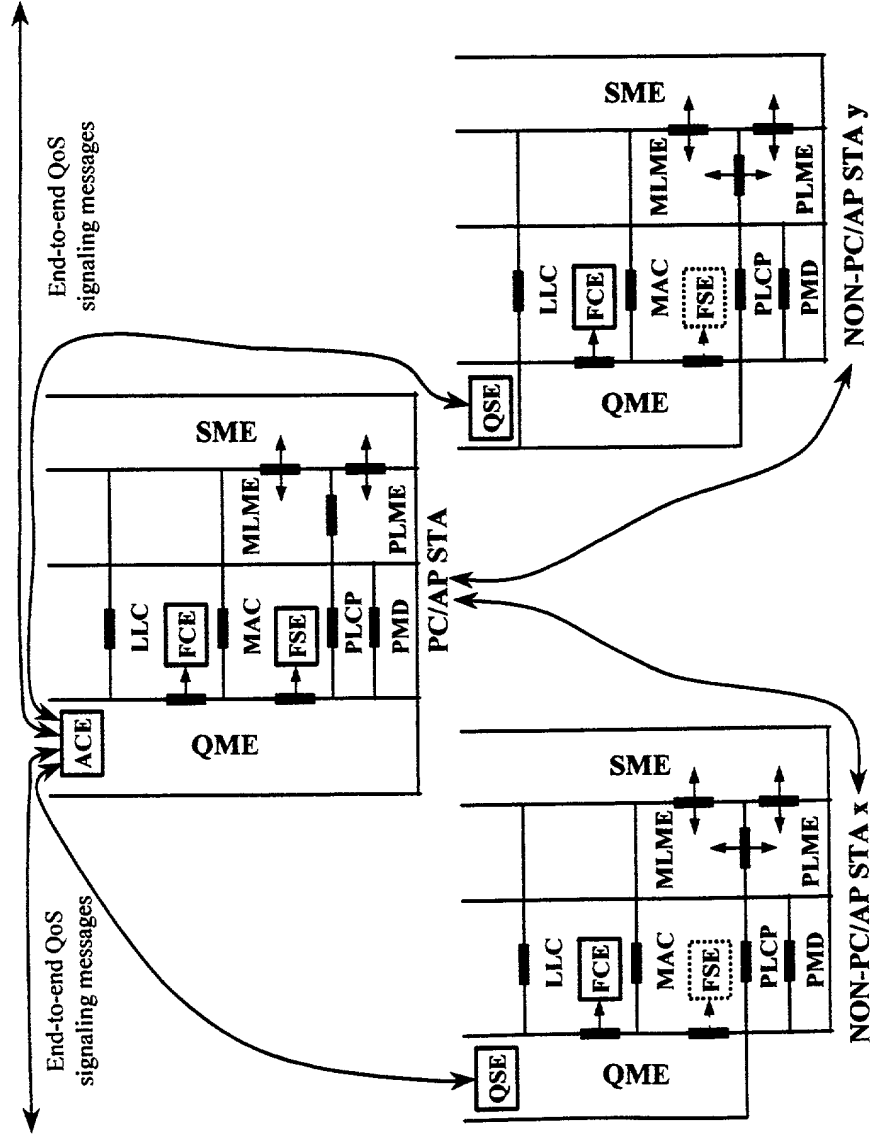 End-to-end QoS
signaling messages
End-to-end QoS
signaling messages
ACE
QME
LLC
FCE
MAC
FSE
PLCP
PMD
SME
MLME
PLME
PC/AP STA
QSE
QME
LLC
FCE
MAC
FSE
PLCP
PMD
SME
MLME
PLME
NON-PC/AP STA x
QSE
QME
LLC
FCE
MAC
FSE
PLCP
PMD
SME
MLME
PLME
NON-PC/AP STA y